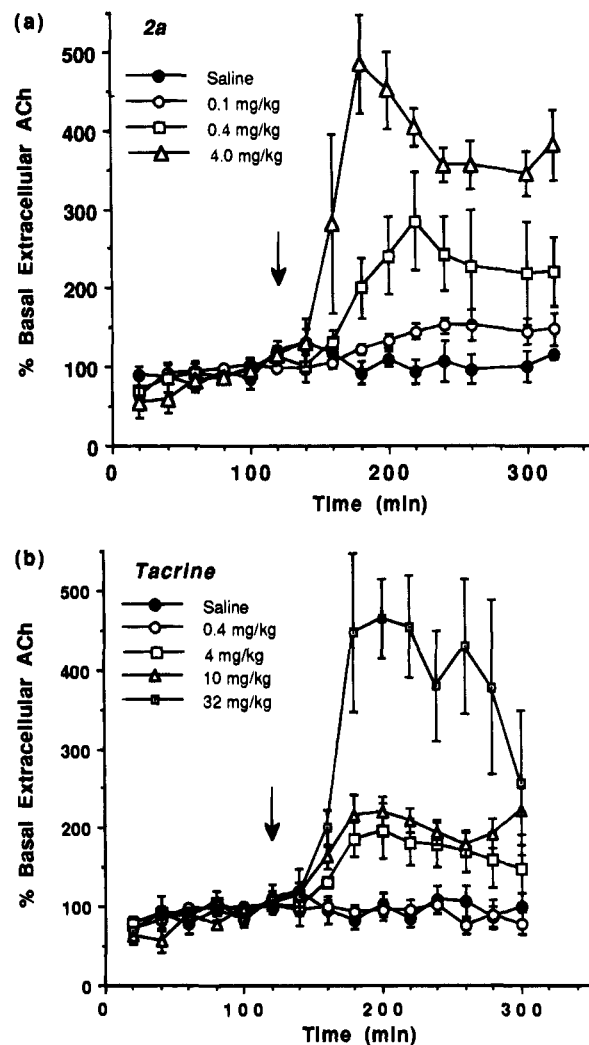 (a)
2a
Saline
0.1 mg/kg
0.4 mg/kg
4.0 mg/kg
% Basal Extracellular ACh
500
400
300
200
100
0
0 100 200 300
Time (min)
(b)
Tacrine
Saline
0.4 mg/kg
4 mg/kg
10 mg/kg
32 mg/kg
% Basal Extracellular ACh
500
400
300
200
100
0
0 100 200 300
Time (min)